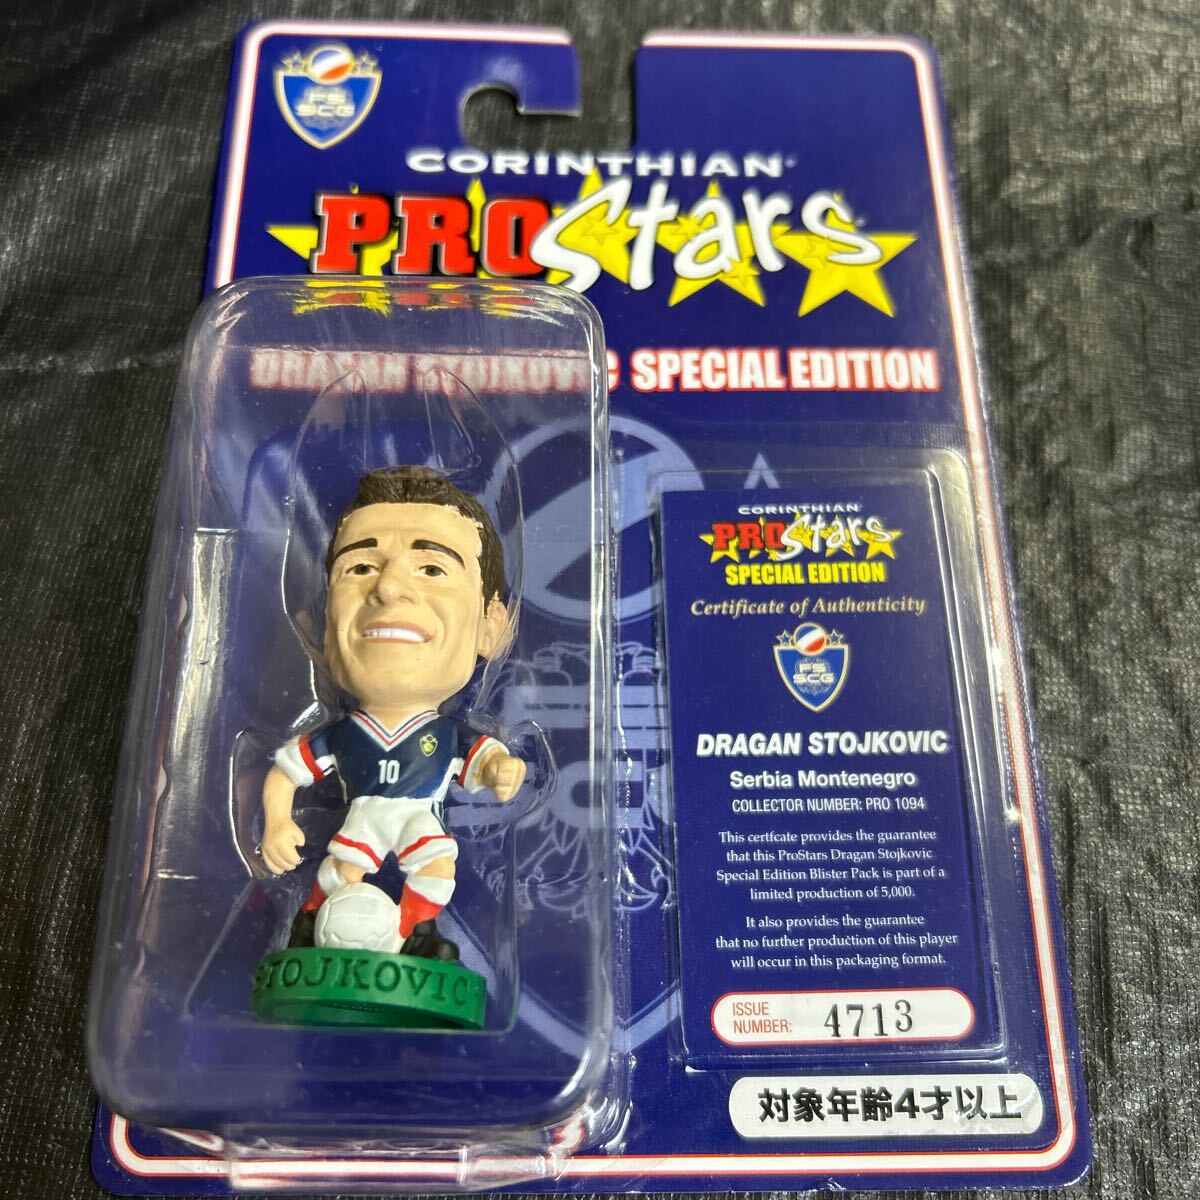 FS
SCG
CORINTHIAN
PROStars
DRAGAN STOJKOVIC SPECIAL EDITION
10
STOJKOVIC
CORINTHIAN
PROStars
SPECIAL EDITION
Certificate of Authenticity
FS
SCG
DRAGAN STOJKOVIC
Serbia Montenegro
COLLECTOR NUMBER: PRO 1094
This certfcate provides the guarantee
that this ProStars Dragan Stojkovic
Special Edition Blister Pack is part of a
limited production of 5,000.
It also provides the guarantee
that no further production of this player
will occur in this packaging format.
ISSUE
NUMBER: 4713
対象年齢4才以上